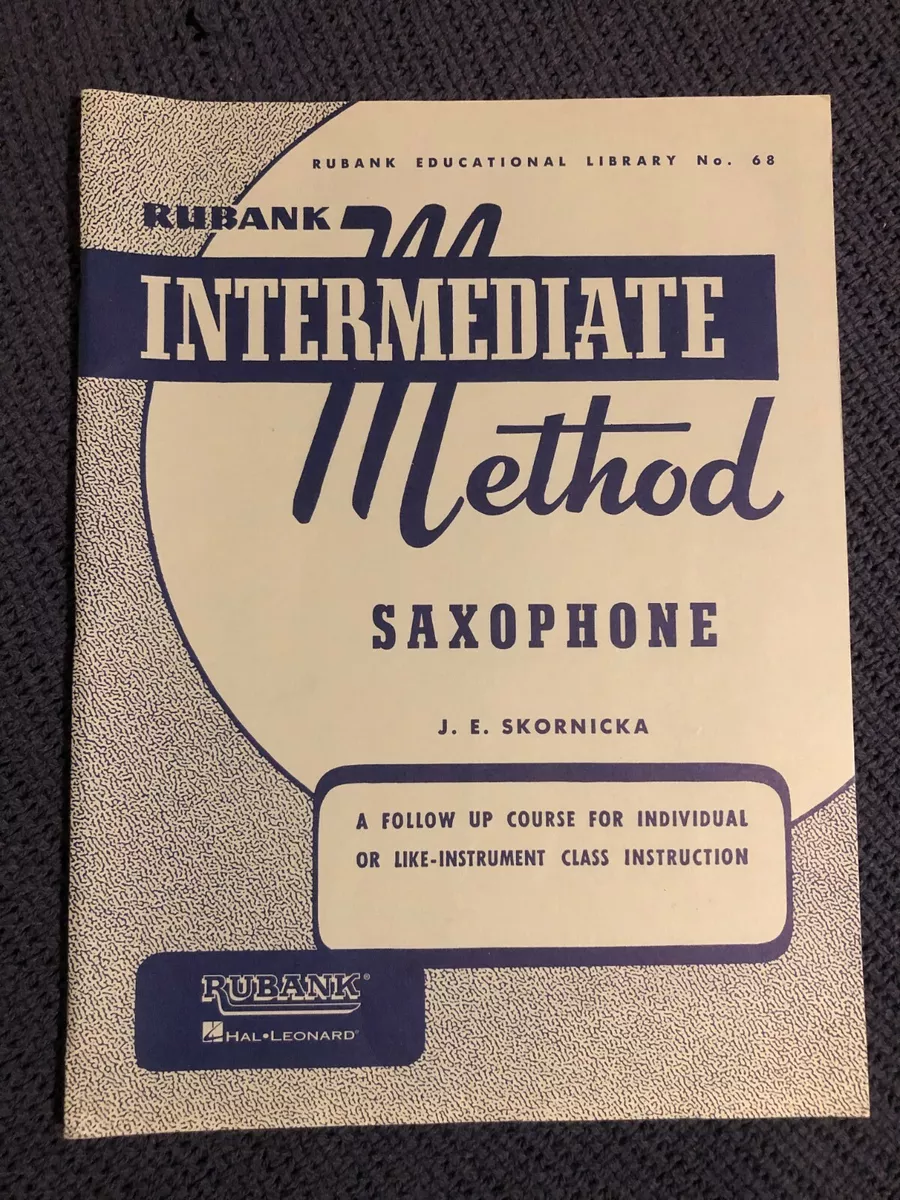 RUBANK EDUCATIONAL LIBRARY No. 68
RUBANK
INTERMEDIATE
Method
SAXOPHONE
J. E. SKORNICKA
A FOLLOW UP COURSE FOR INDIVIDUAL
OR LIKE-INSTRUMENT CLASS INSTRUCTION
RUBANK®
HAL•LEONARD®